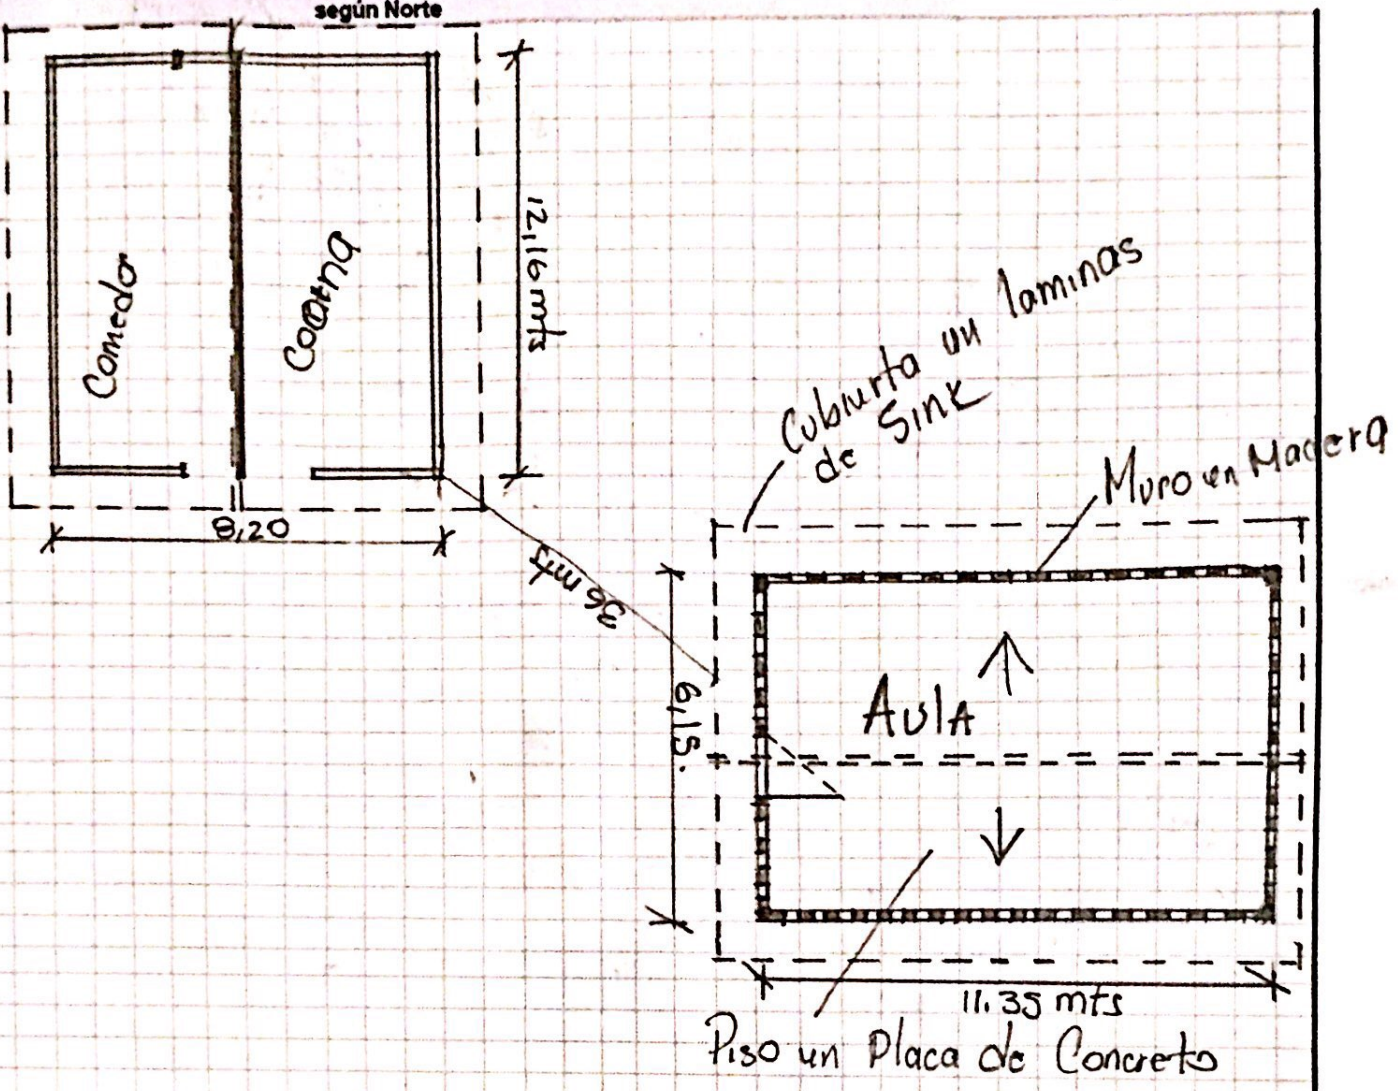 según Norte
Comedor
Cocina
12,16 mts
8,20
36 mts
Cubierta en laminas
de Sink
Muro en Madera
6,15.
Aula
11.35 mts
Piso en Placa de Concreto